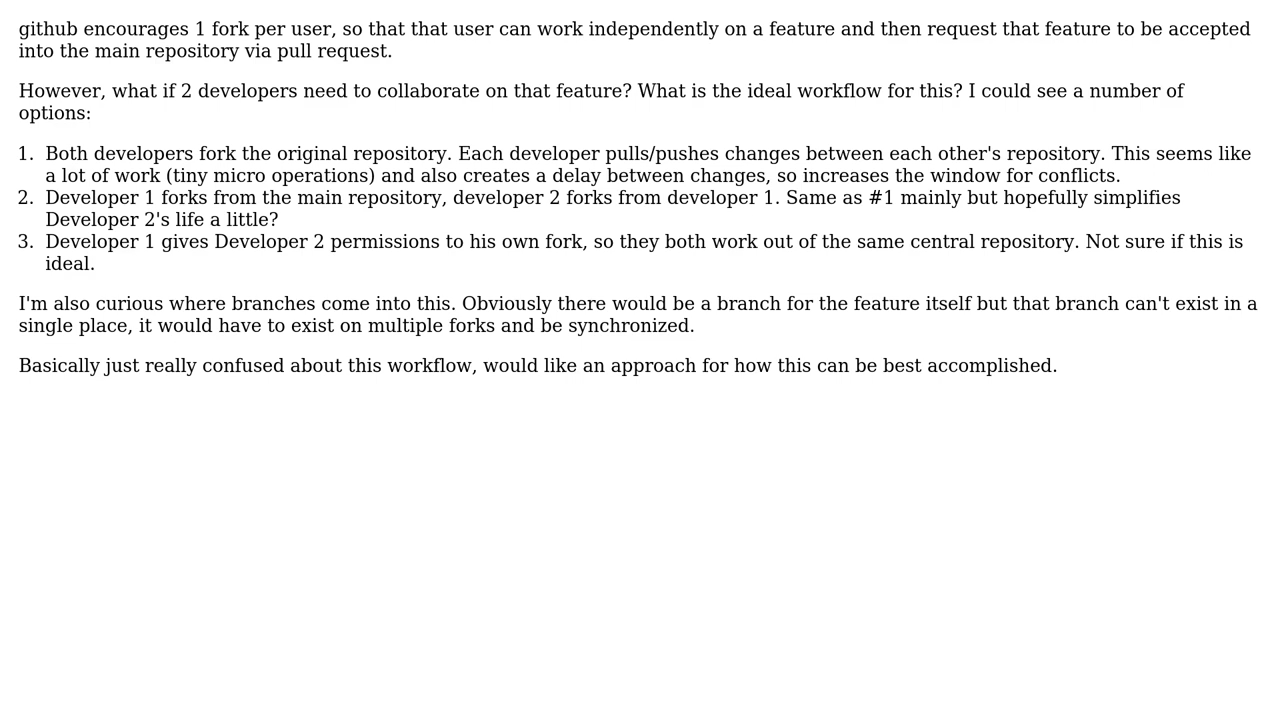 github encourages 1 fork per user, so that that user can work independently on a feature and then request that feature to be accepted
into the main repository via pull request.
However, what if 2 developers need to collaborate on that feature? What is the ideal workflow for this? I could see a number of
options:
1. Both developers fork the original repository. Each developer pulls/pushes changes between each other's repository. This seems like
a lot of work (tiny micro operations) and also creates a delay between changes, so increases the window for conflicts.
2. Developer 1 forks from the main repository, developer 2 forks from developer 1. Same as #1 mainly but hopefully simplifies
Developer 2's life a little?
3. Developer 1 gives Developer 2 permissions to his own fork, so they both work out of the same central repository. Not sure if this is
ideal.
I'm also curious where branches come into this. Obviously there would be a branch for the feature itself but that branch can't exist in a
single place, it would have to exist on multiple forks and be synchronized.
Basically just really confused about this workflow, would like an approach for how this can be best accomplished.